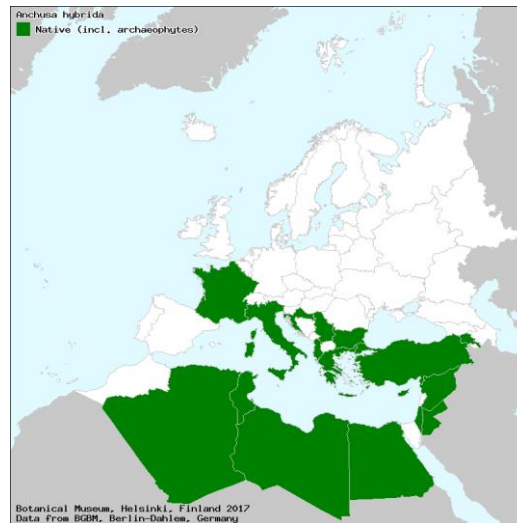 Anchusa hybrida
Native (incl. archaeophytes)
Botanical Museum, Helsinki, Finland 2017
Data from BGBM, Berlin-Dahlem, Germany